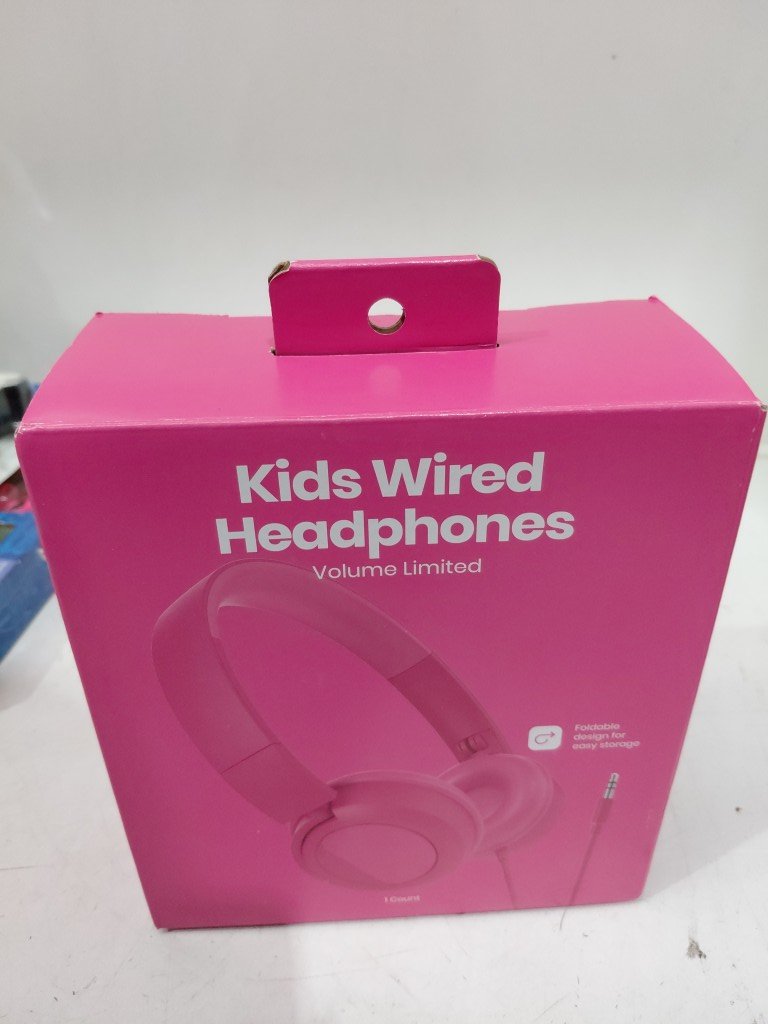 Kids Wired
Headphones
Volume Limited
Foldable
design for
easy storage
1 Count